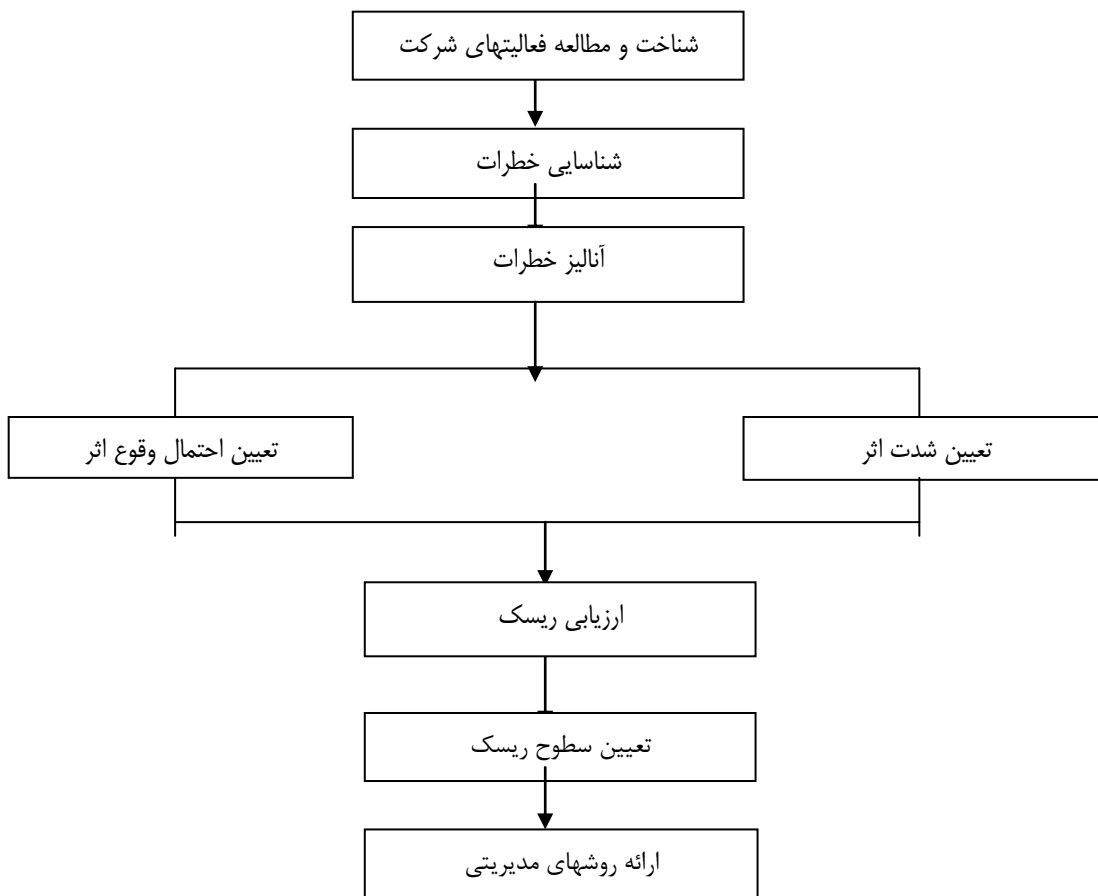 شناخت و مطالعه فعالیتهای شرکت
شناسایی خطرات
آنالیز خطرات
تعیین شدت اثر
تعیین احتمال وقوع اثر
ارزیابی ریسک
تعیین سطوح ریسک
ارائه روشهای مدیریتی